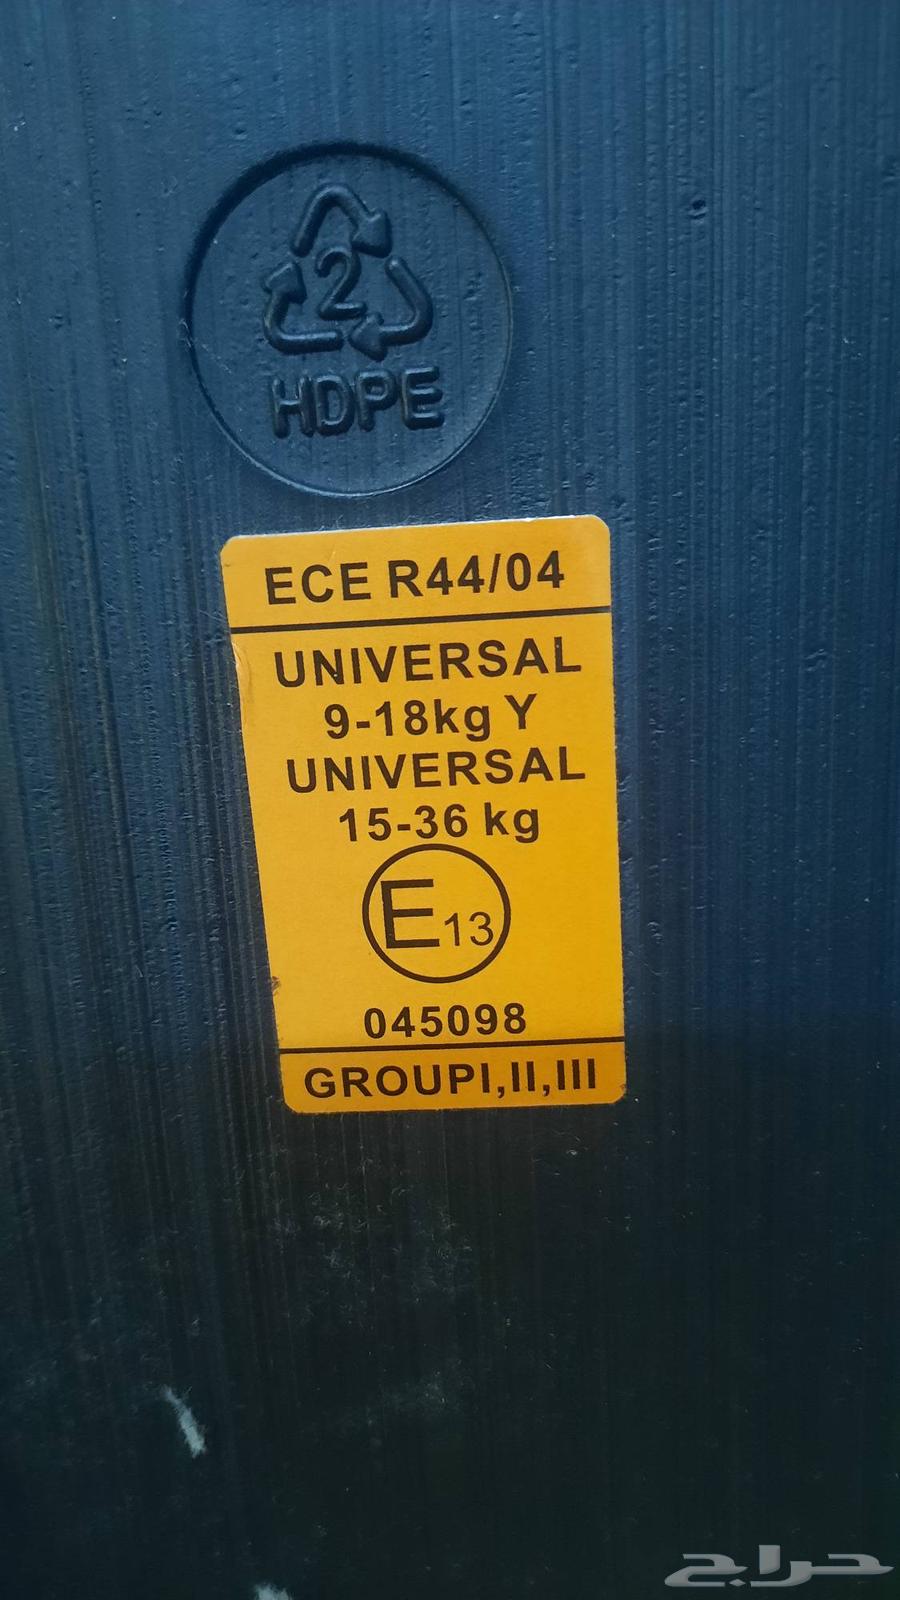 2
HDPE
ECE R44/04
UNIVERSAL
9-18kg Y
UNIVERSAL
15-36 kg
E13
045098
GROUPI,II,III
حراج